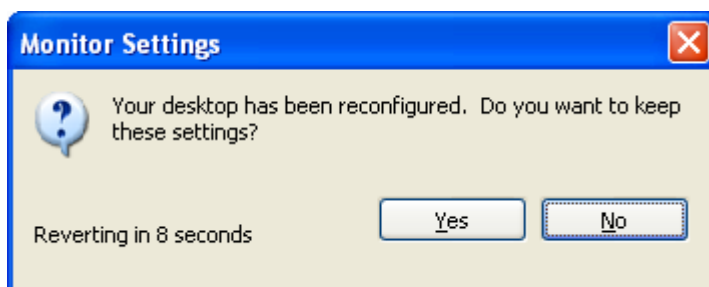 Monitor Settings
Your desktop has been reconfigured. Do you want to keep
these settings?
Reverting in 8 seconds
Yes
No